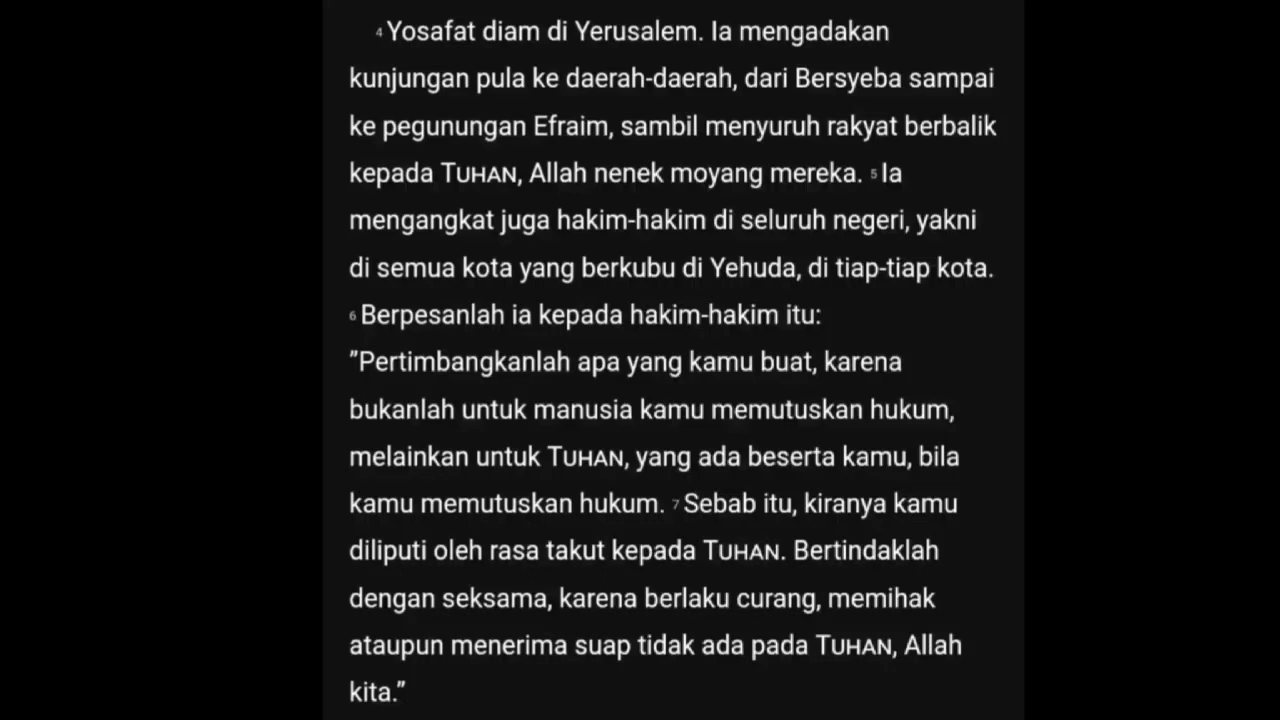 4 Yosafat diam di Yerusalem. Ia mengadakan
kunjungan pula ke daerah-daerah, dari Bersyeba sampai
ke pegunungan Efraim, sambil menyuruh rakyat berbalik
kepada TUHAN, Allah nenek moyang mereka. 5 Ia
mengangkat juga hakim-hakim di seluruh negeri, yakni
di semua kota yang berkubu di Yehuda, di tiap-tiap kota.
6 Berpesanlah ia kepada hakim-hakim itu:
”Pertimbangkanlah apa yang kamu buat, karena
bukanlah untuk manusia kamu memutuskan hukum,
melainkan untuk TUHAN, yang ada beserta kamu, bila
kamu memutuskan hukum. 7 Sebab itu, kiranya kamu
diliputi oleh rasa takut kepada TUHAN. Bertindaklah
dengan seksama, karena berlaku curang, memihak
ataupun menerima suap tidak ada pada TUHAN, Allah
kita.”